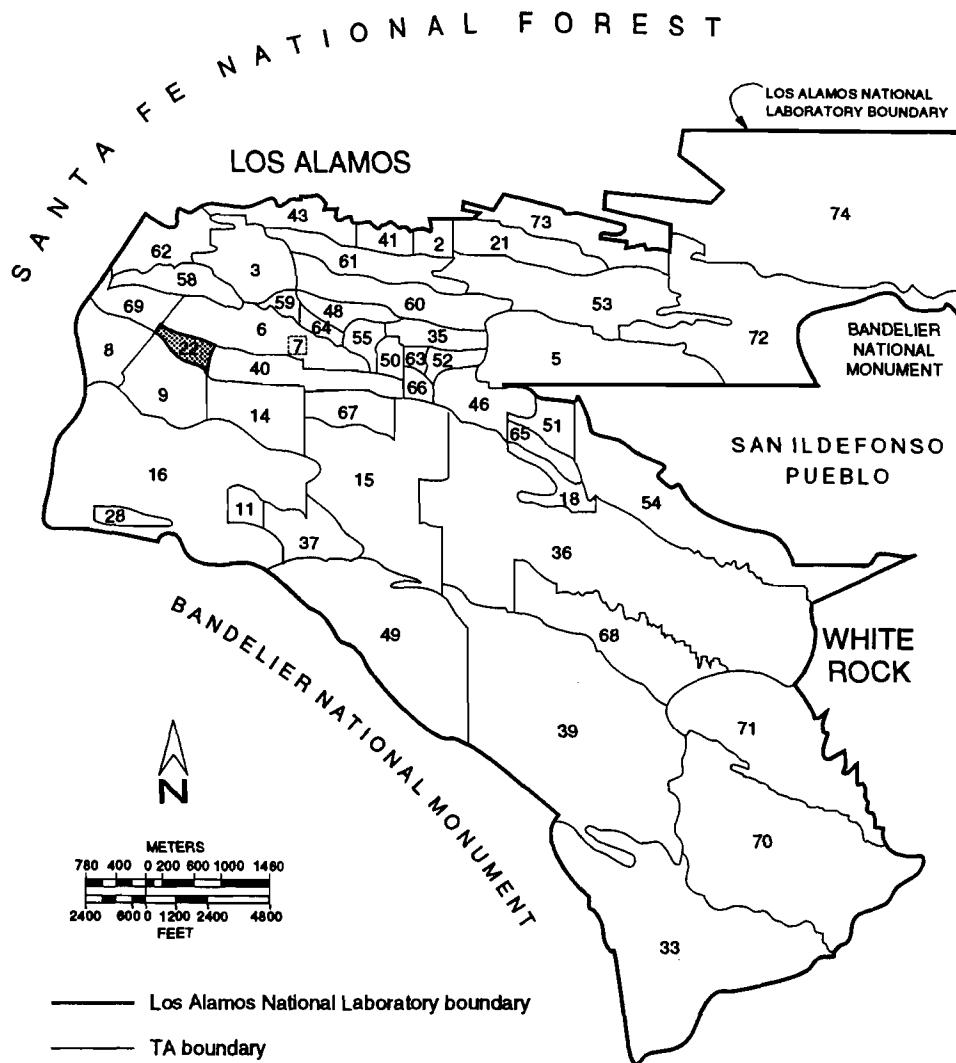 SANTA FE NATIONAL FOREST
LOS ALAMOS NATIONAL
LABORATORY BOUNDARY
LOS ALAMOS
74
73
43
41
2
21
62
3
61
58
53
59
48
60
69
6
64
55
35
72
BANDELIER
NATIONAL
MONUMENT
8
22
7
50
63
52
5
40
66
9
46
14
67
51
65
SAN ILDEFONSO
PUEBLO
16
15
18
54
28
11
37
36
BANDELIER NATIONAL MONUMENT
49
68
WHITE
ROCK
39
71
N
70
METERS
780 400 0 200 600 1000 1460
2400 600 0 1200 2400 4800
FEET
33
Los Alamos National Laboratory boundary
TA boundary